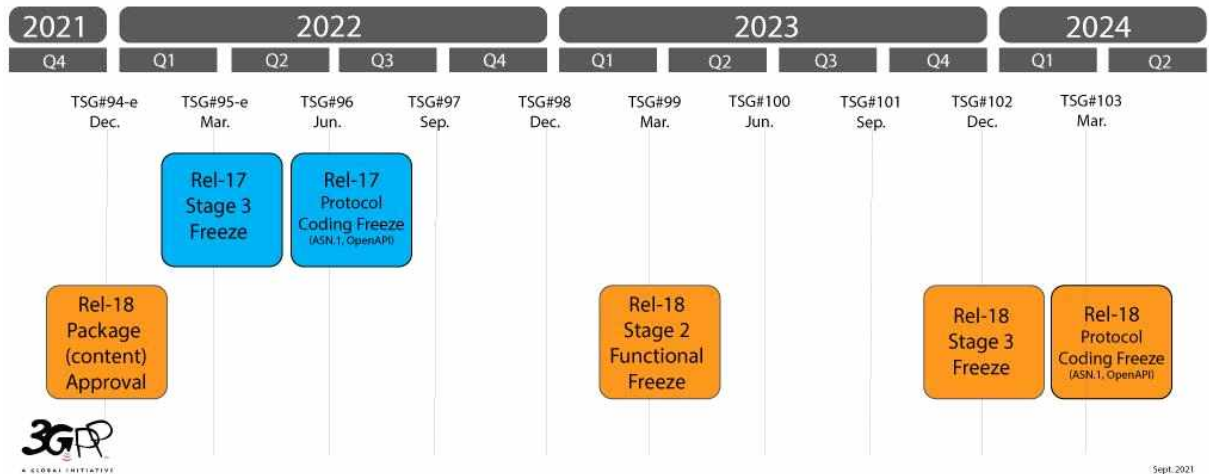 2021 2022 2023 2024
Q4 Q1 Q2 Q3 Q4 Q1 Q2 Q3 Q4 Q1 Q2
TSG#94-e TSG#95-e TSG#96 TSG#97 TSG#98 TSG#99 TSG#100 TSG#101 TSG#102 TSG#103
Dec. Mar. Jun. Sep. Dec. Mar. Jun. Sep. Dec. Mar.
Rel-17
Stage 3
Freeze
Rel-17
Protocol
Coding Freeze
(ASN.1, OpenAPI)
Rel-18
Package
(content)
Approval
Rel-18
Stage 2
Functional
Freeze
Rel-18
Stage 3
Freeze
Rel-18
Protocol
Coding Freeze
(ASN.1, OpenAPI)
3GPP
A GLOBAL INITIATIVE
Sept. 2021